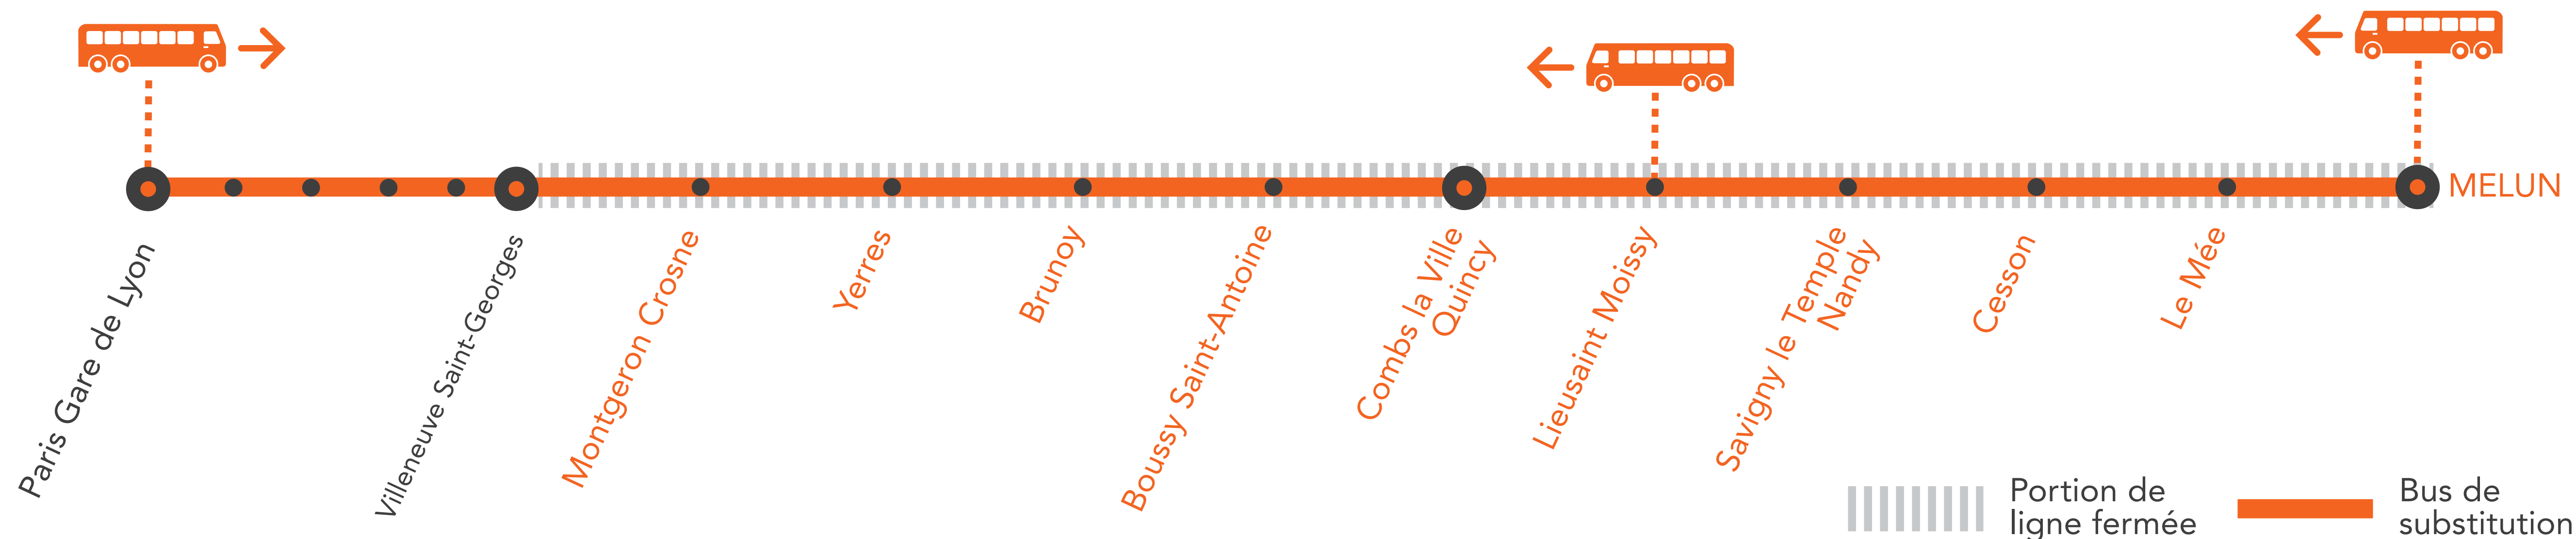 MELUN
Paris Gare de Lyon
Villeneuve Saint-Georges
Montgeron Crosne
Yerres
Brunoy
Boussy Saint-Antoine
Combs la Ville
Quincy
Lieusaint Moissy
Savigny le Temple
Nandy
Cesson
Le Mée
Portion de
ligne fermée
Bus de
substitution